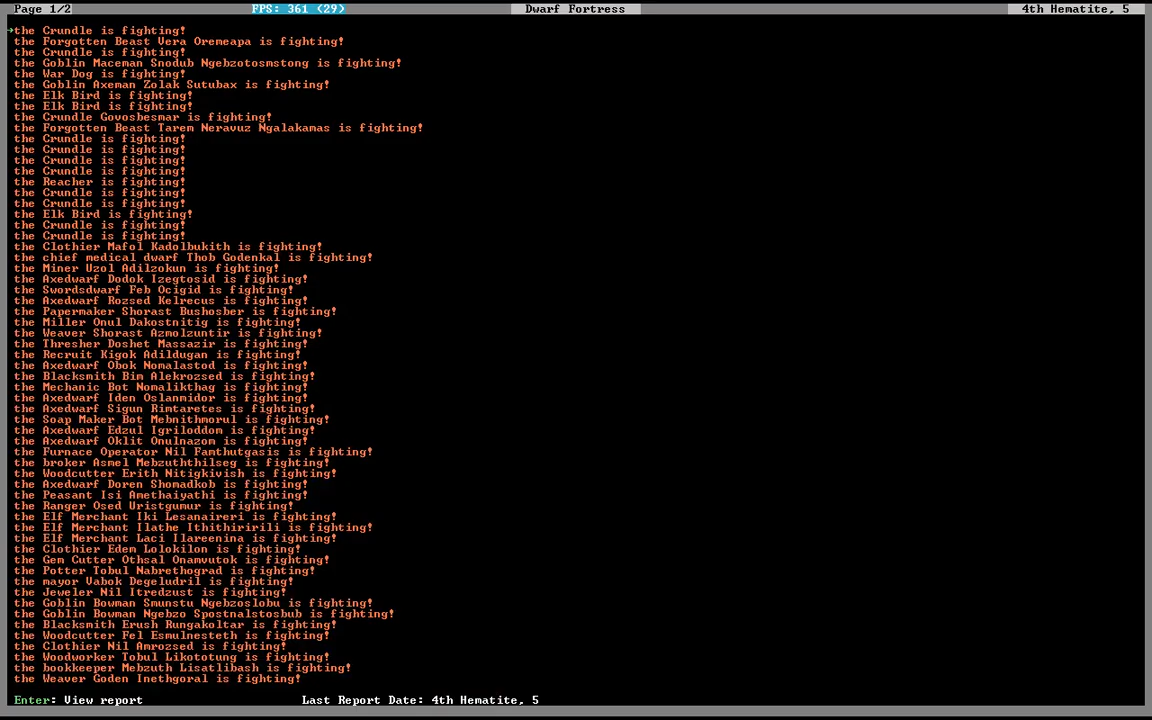 Page 1/2 FPS: 361 (29) Dwarf Fortress 4th Hematite, 5
the Crundle is fighting!
the Forgotten Beast Vera Oremeapa is fighting!
the Crundle is fighting!
the Goblin Maceman Snodub Ngebzotosmstong is fighting!
the War Dog is fighting!
the Goblin Axeman Zolak Sutubax is fighting!
the Elk Bird is fighting!
the Elk Bird is fighting!
the Crundle Govosbesmar is fighting!
the Forgotten Beast Tarem Neravuz Ngalakamas is fighting!
the Crundle is fighting!
the Crundle is fighting!
the Crundle is fighting!
the Crundle is fighting!
the Reacher is fighting!
the Crundle is fighting!
the Crundle is fighting!
the Elk Bird is fighting!
the Crundle is fighting!
the Crundle is fighting!
the Clothier Mafol Kadolbukith is fighting!
the chief medical dwarf Thob Godenkal is fighting!
the Miner Uzol Adilzokun is fighting!
the Axedwarf Dodok Izegtosid is fighting!
the Swordsdwarf Feb Ocigid is fighting!
the Axedwarf Rozsed Kelrecus is fighting!
the Papermaker Shorast Bushosber is fighting!
the Miller Onul Dakostnitig is fighting!
the Weaver Shorast Azmolzuntir is fighting!
the Thresher Doshet Massazir is fighting!
the Recruit Kigok Adildugan is fighting!
the Axedwarf Obok Nomalastod is fighting!
the Blacksmith Bim Alekrozsed is fighting!
the Mechanic Bot Nomalikthag is fighting!
the Axedwarf Iden Oslanmidor is fighting!
the Axedwarf Sigun Rimtaretes is fighting!
the Soap Maker Bot Mebnithmorul is fighting!
the Axedwarf Edzul Igriloddom is fighting!
the Axedwarf Oklit Onulnazom is fighting!
the Furnace Operator Nil Famthutgasis is fighting!
the broker Asmel Mebzuththilseg is fighting!
the Woodcutter Erith Nitigkivish is fighting!
the Axedwarf Doren Shomadkob is fighting!
the Peasant Isi Amethaiyathi is fighting!
the Ranger Osed Uristgumur is fighting!
the Elf Merchant Iki Lesanaireri is fighting!
the Elf Merchant Ilathe Ithithiririli is fighting!
the Elf Merchant Laci Ilareenina is fighting!
the Clothier Edem Lolokilon is fighting!
the Gem Cutter Othsal Onamvutok is fighting!
the Potter Tobul Nabrethograd is fighting!
the mayor Vabok Degeludril is fighting!
the Jeweler Nil Itredzust is fighting!
the Goblin Bowman Smunstu Ngebzoslobu is fighting!
the Goblin Bowman Ngebzo Spostnalstosbub is fighting!
the Blacksmith Erush Rungakoltar is fighting!
the Woodcutter Fel Esmulnesteth is fighting!
the Clothier Nil Amrozsed is fighting!
the Woodworker Tobul Likototung is fighting!
the bookkeeper Mebzuth Lisatlibash is fighting!
the Weaver Goden Inethgoral is fighting!
Enter: View report Last Report Date: 4th Hematite, 5